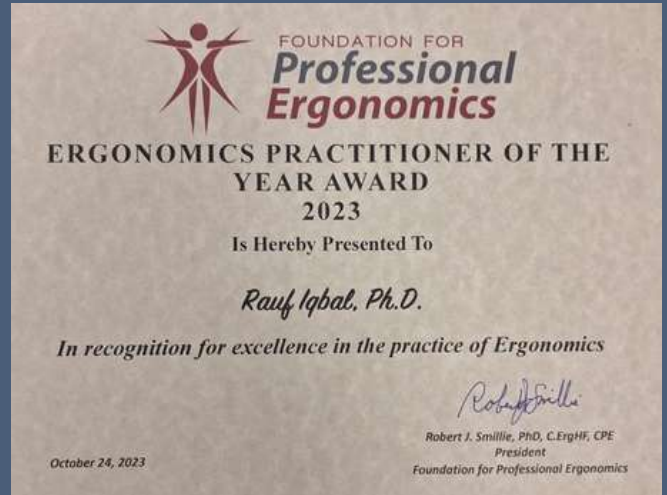 FOUNDATION FOR
Professional
Ergonomics
ERGONOMICS PRACTITIONER OF THE
YEAR AWARD
2023
Is Hereby Presented To
Rauf Iqbal, Ph.D.
In recognition for excellence in the practice of Ergonomics
Robert J Smillie
Robert J. Smillie, PhD, C.ErgHF, CPE
President
Foundation for Professional Ergonomics
October 24, 2023